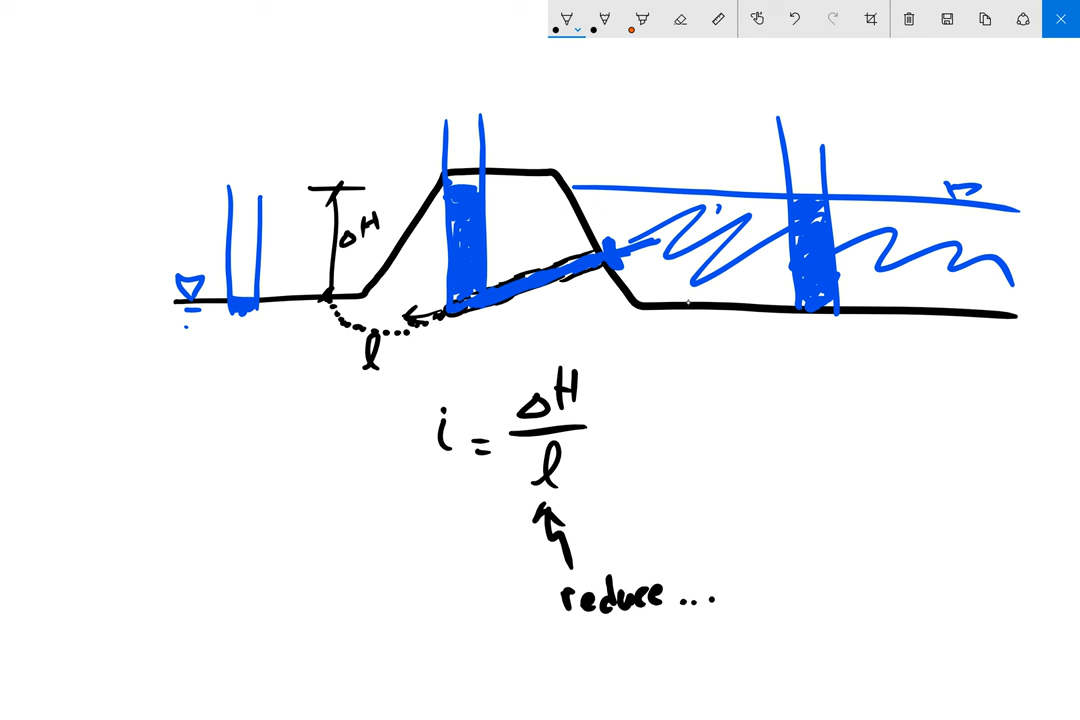 ΔH
l
i = ΔH / l
reduce ...